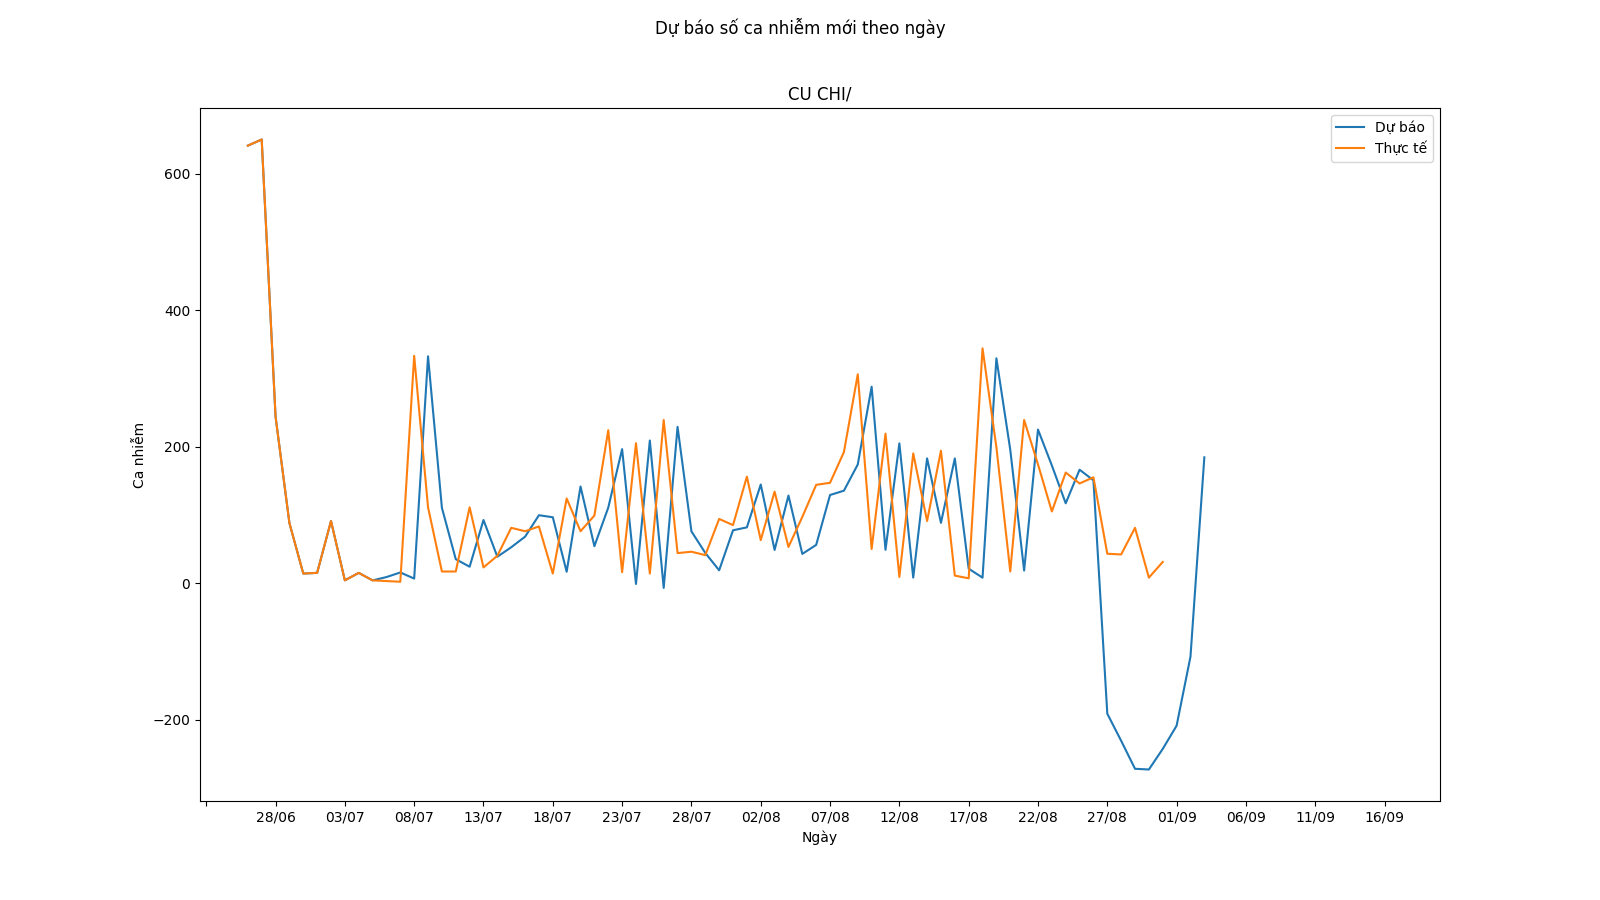 Dự báo số ca nhiễm mới theo ngày
CU CHI/
Dự báo
Thực tế
600
400
200
0
−200
Ca nhiễm
28/06 03/07 08/07 13/07 18/07 23/07 28/07 02/08 07/08 12/08 17/08 22/08 27/08 01/09 06/09 11/09 16/09
Ngày